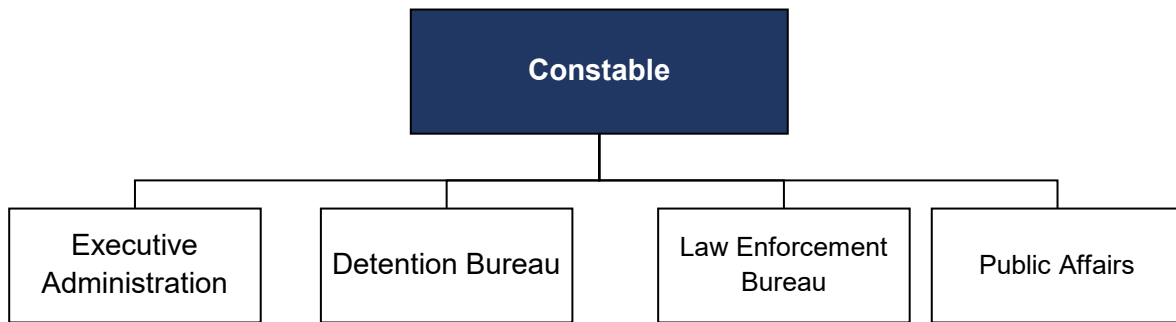 Constable
Executive
Administration
Detention Bureau
Law Enforcement
Bureau
Public Affairs